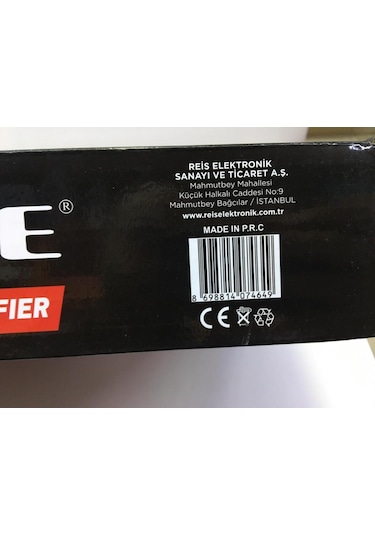 REİS ELEKTRONİK
SANAYİ VE TİCARET A.Ş.
Mahmutbey Mahallesi
Küçük Halkalı Caddesi No:9
Mahmutbey Bağcılar / İSTANBUL
www.reiselektronik.com.tr
MADE IN P.R.C
E®
FIER
8 698814 074649
CE